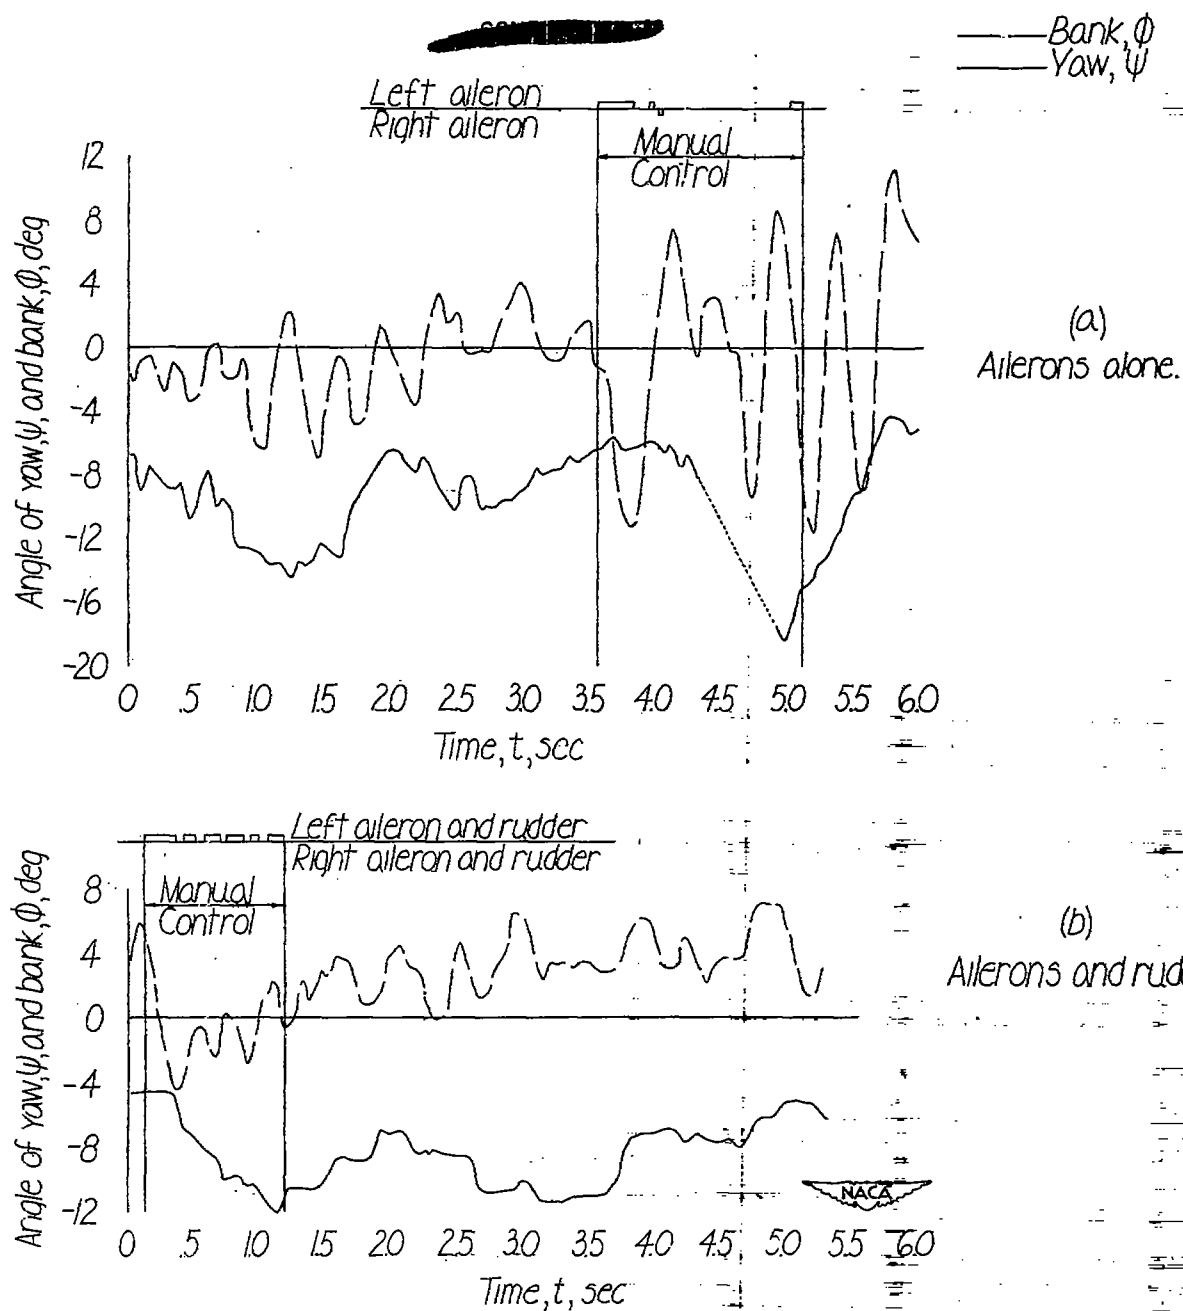 Bank, Φ
Yaw, Ψ
Left aileron
Right aileron
Manual
Control
12
8
4
0
-4
-8
-12
-16
-20
Angle of yaw,Ψ, and bank,Φ, deg
0 .5 1.0 1.5 2.0 2.5 3.0 3.5 4.0 4.5 5.0 5.5 6.0
Time, t, sec
(a)
Ailerons alone.
Left aileron and rudder
Right aileron and rudder
Manual
Control
8
4
0
-4
-8
-12
Angle of yaw,Ψ,and bank,Φ, deg
0 .5 1.0 1.5 2.0 2.5 3.0 3.5 4.0 4.5 5.0 5.5 6.0
Time, t, sec
(b)
Ailerons and rudd
NACA